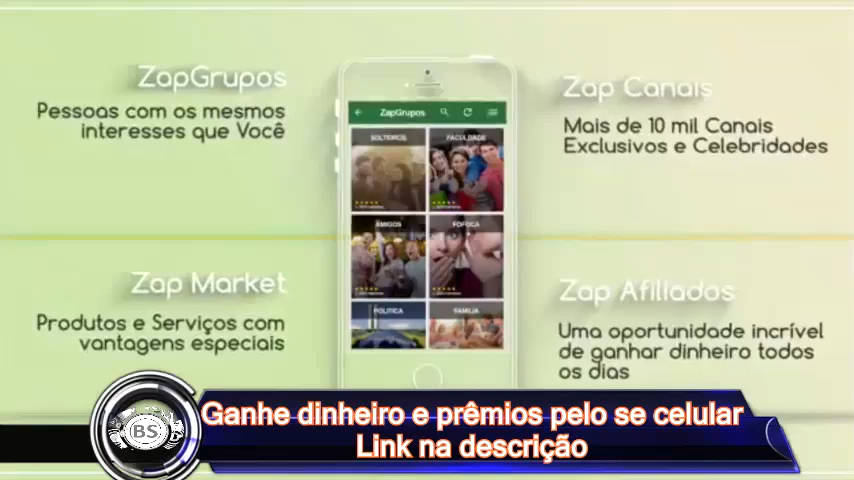 ZapGrupos
Pessoas com os mesmos
interesses que Você
Zap Canais
Mais de 10 mil Canais
Exclusivos e Celebridades
ZapGrupos
SOLTEIROS
FACULDADE
AMIGOS
FOFOCA
POLITICA
FAMILIA
Zap Market
Produtos e Serviços com
vantagens especiais
Zap Afiliados
Uma oportunidade incrível
de ganhar dinheiro todos
os dias
BS
Ganhe dinheiro e prêmios pelo se celular
Link na descrição